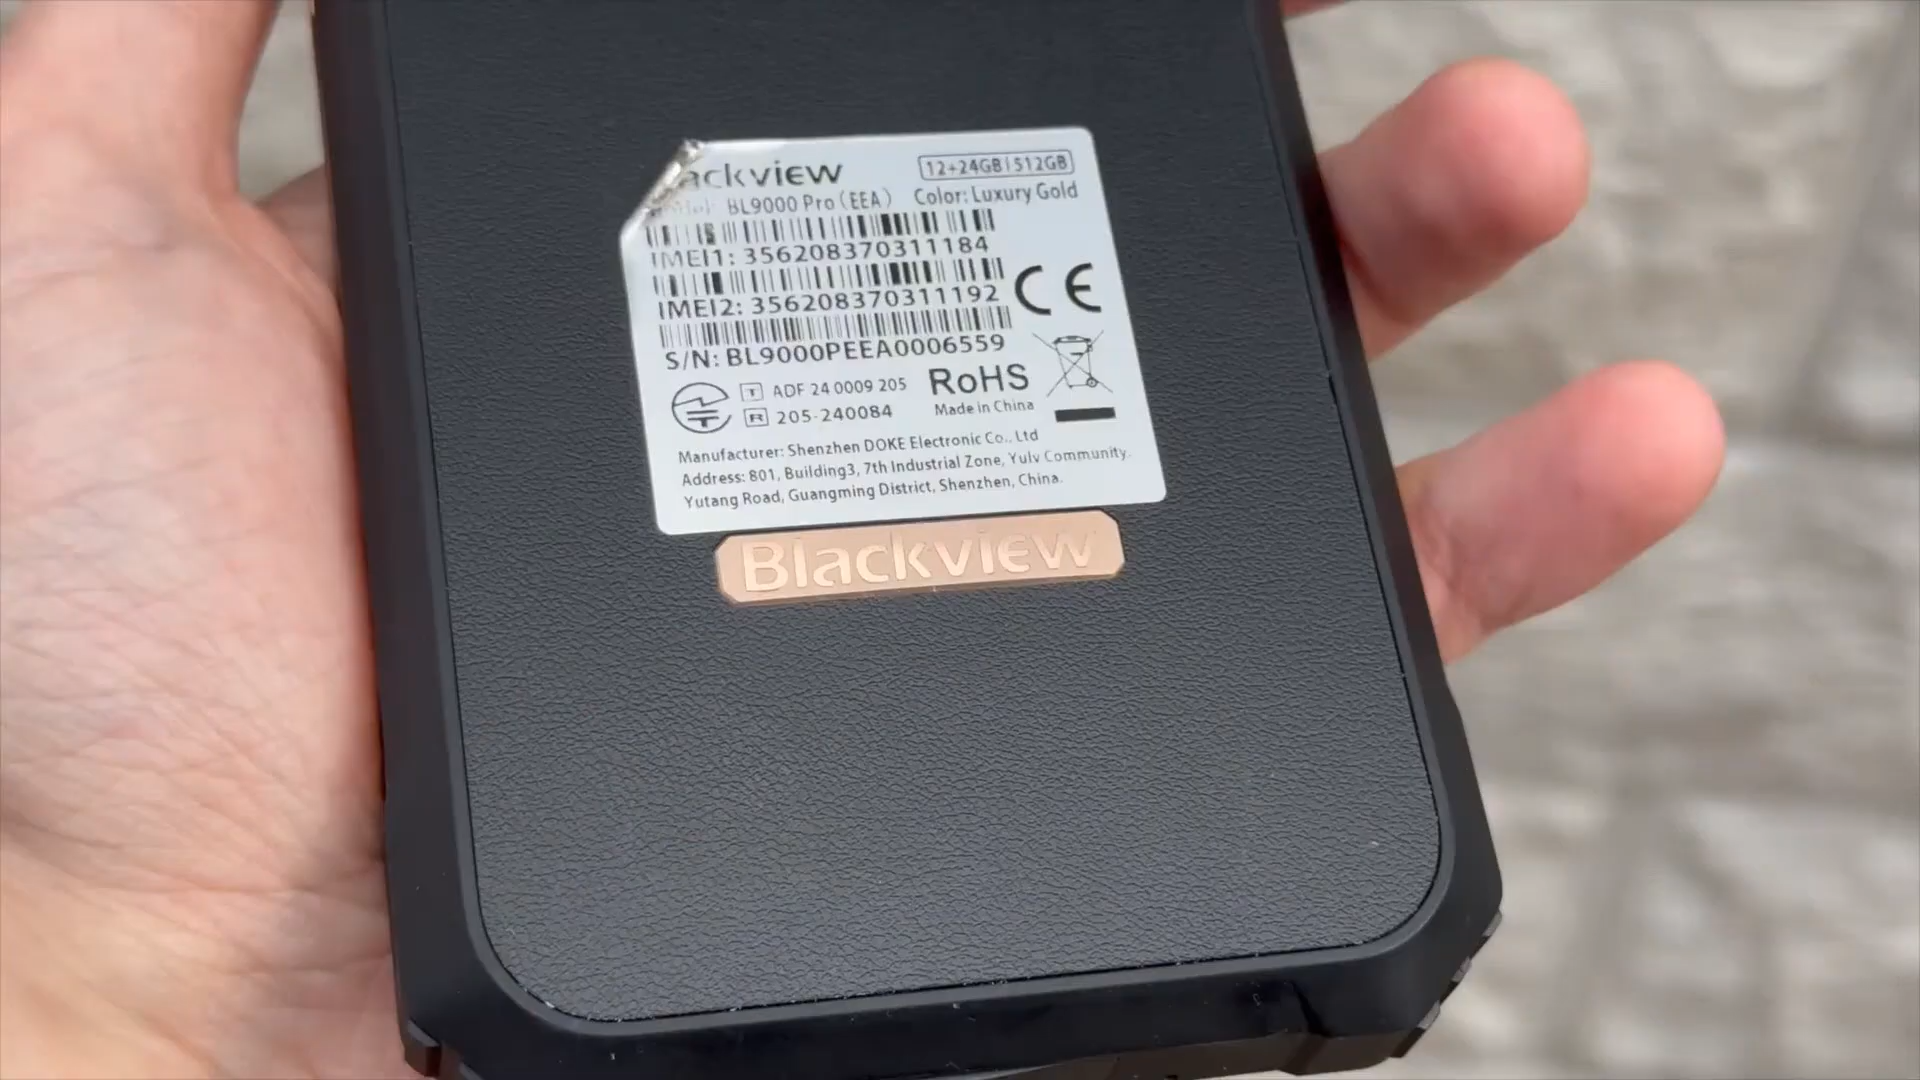 ackview 12+24GB|512GB
BL9000 Pro (EEA) Color: Luxury Gold
IMEI1: 356208370311184
IMEI2: 356208370311192
CE
S/N: BL9000PEEA0006559
T ADF 24 0009 205 RoHS
R 205-240084 Made in China
Manufacturer: Shenzhen DOKE Electronic Co., Ltd
Address: 801, Building3, 7th Industrial Zone, Yulv Community.
Yutang Road, Guangming District, Shenzhen, China.
Blackview